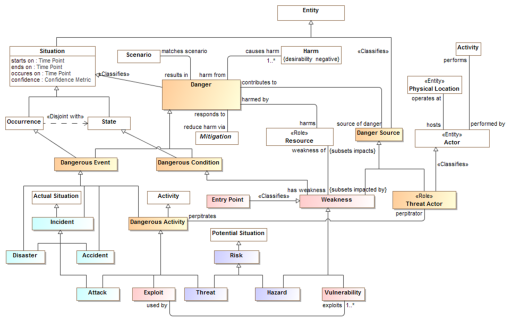 Entity
Situation
starts on : Time Point
ends on : Time Point
occures on : Time Point
confidence : Confidence Metric
Scenario
matches scenario
causes harm
1..*
Harm
{desirability negative}
«Classifies»
Activity
performs
«Classifies»
results in
harm from
Danger
contributes to
harmed by
responds to
reduce harm via
Mitigation
harms
«Entity»
Physical Location
operates at
hosts
performed by
Occurrence
«Disjoint with»
State
«Role»
Resource
weakness of
{subsets impacts}
source of danger
Danger Source
«Entity»
Actor
Dangerous Event
Dangerous Condition
«Classifies»
Actual Situation
Activity
Entry Point
«Classifies»
has weakness
{subsets impacted by}
Weakness
«Role»
Threat Actor
Incident
Dangerous Activity
perpitrates
perpitrator
Potential Situation
Disaster
Accident
Risk
Attack
Exploit
Threat
Hazard
Vulnerability
used by
exploits
1..*